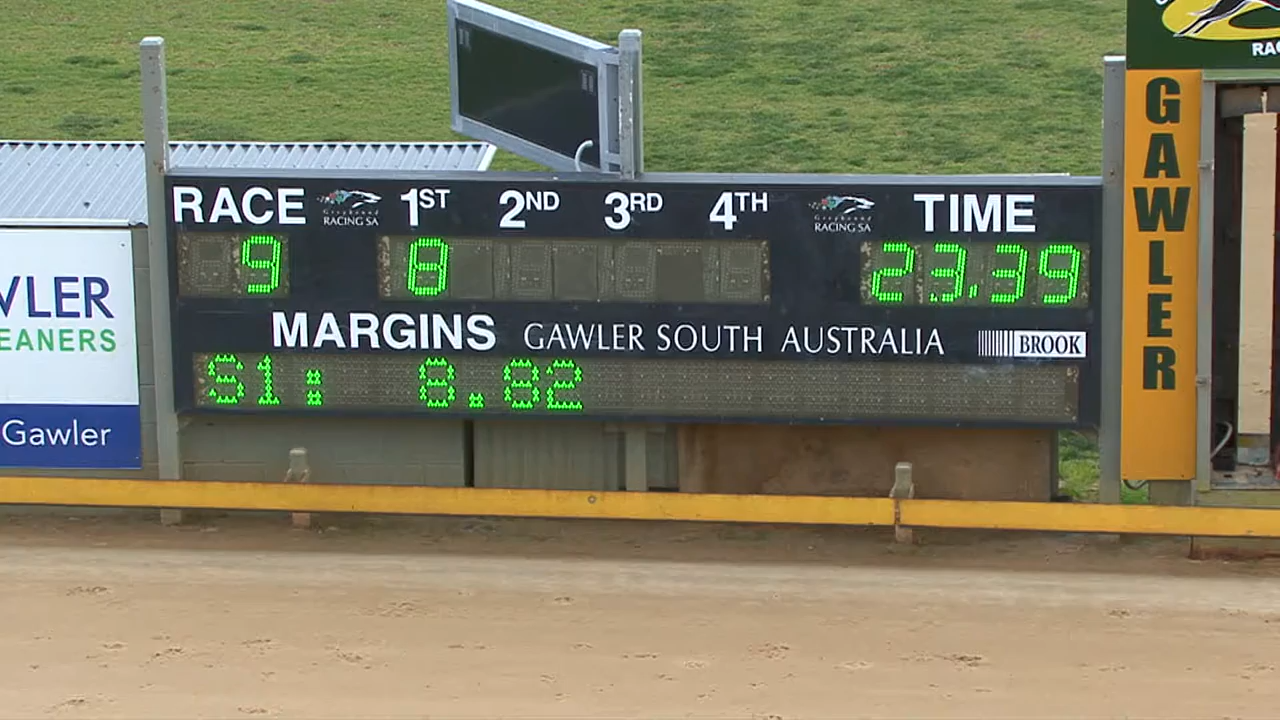 RAC
GAWLER
RACE 1ST 2ND 3RD 4TH TIME
Greyhound RACING SA
Greyhound RACING SA
9 8 23.39
MARGINS GAWLER SOUTH AUSTRALIA BROOK
S1: 8.82
WLER
EANERS
Gawler